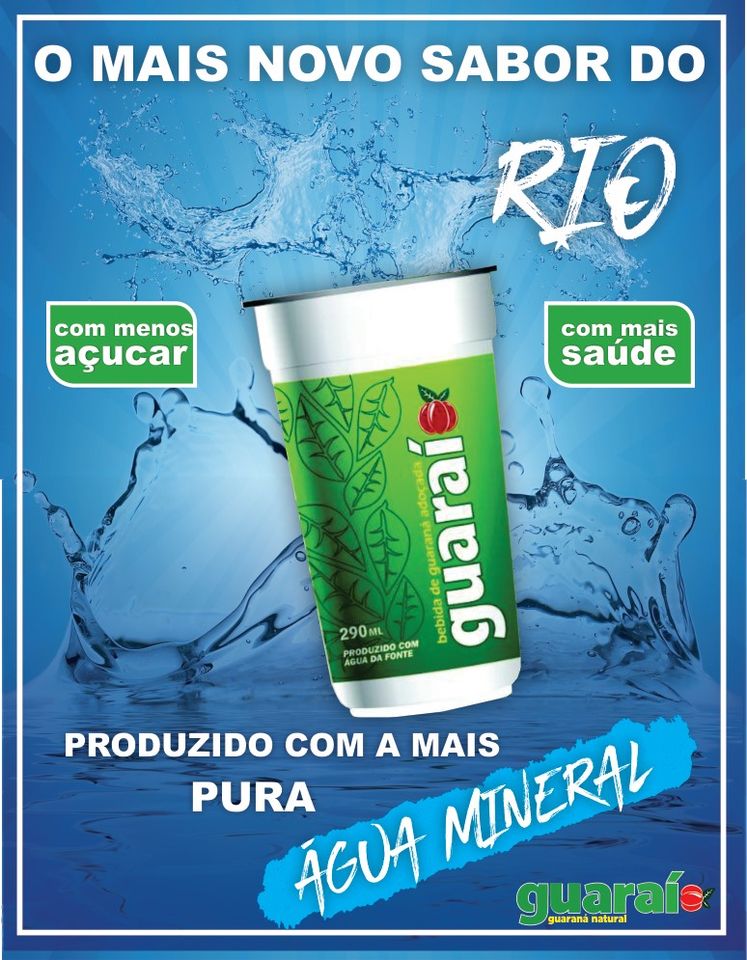 O MAIS NOVO SABOR DO
RIO
com menos
açucar
com mais
saúde
guaraí
bebida de guaraná adoçada
290ML
PRODUZIDO COM
ÁGUA DA FONTE
PRODUZIDO COM A MAIS
PURA
ÁGUA MINERAL
guaraí
guaraná natural